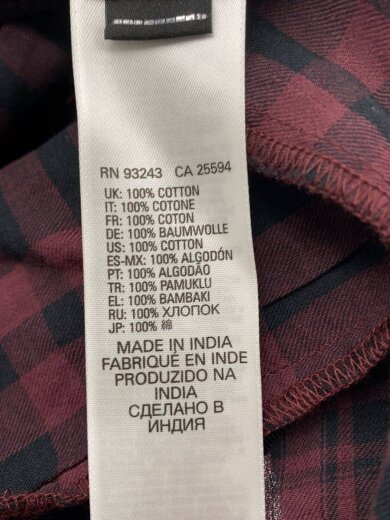 RN 93243 CA 25594
UK: 100% COTTON
IT: 100% COTONE
FR: 100% COTON
DE: 100% BAUMWOLLE
US: 100% COTTON
ES-MX: 100% ALGODÓN
PT: 100% ALGODÃO
TR: 100% PAMUKLU
EL: 100% BAMBAKI
RU: 100% ХЛОПОК
JP: 100% 綿
MADE IN INDIA
FABRIQUÉ EN INDE
PRODUZIDO NA
INDIA
СДЕЛАНО В
ИНДИЯ